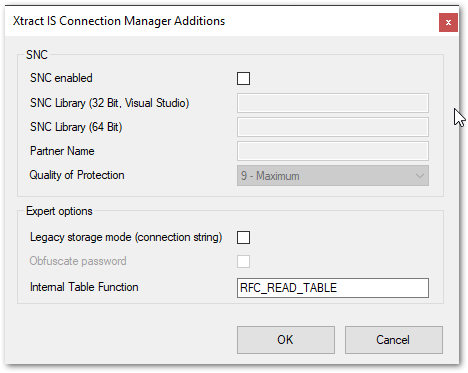 Xtract IS Connection Manager Additions
x
SNC
SNC enabled
SNC Library (32 Bit, Visual Studio)
SNC Library (64 Bit)
Partner Name
Quality of Protection
9 - Maximum
Expert options
Legacy storage mode (connection string)
Obfuscate password
Internal Table Function
RFC_READ_TABLE
OK
Cancel